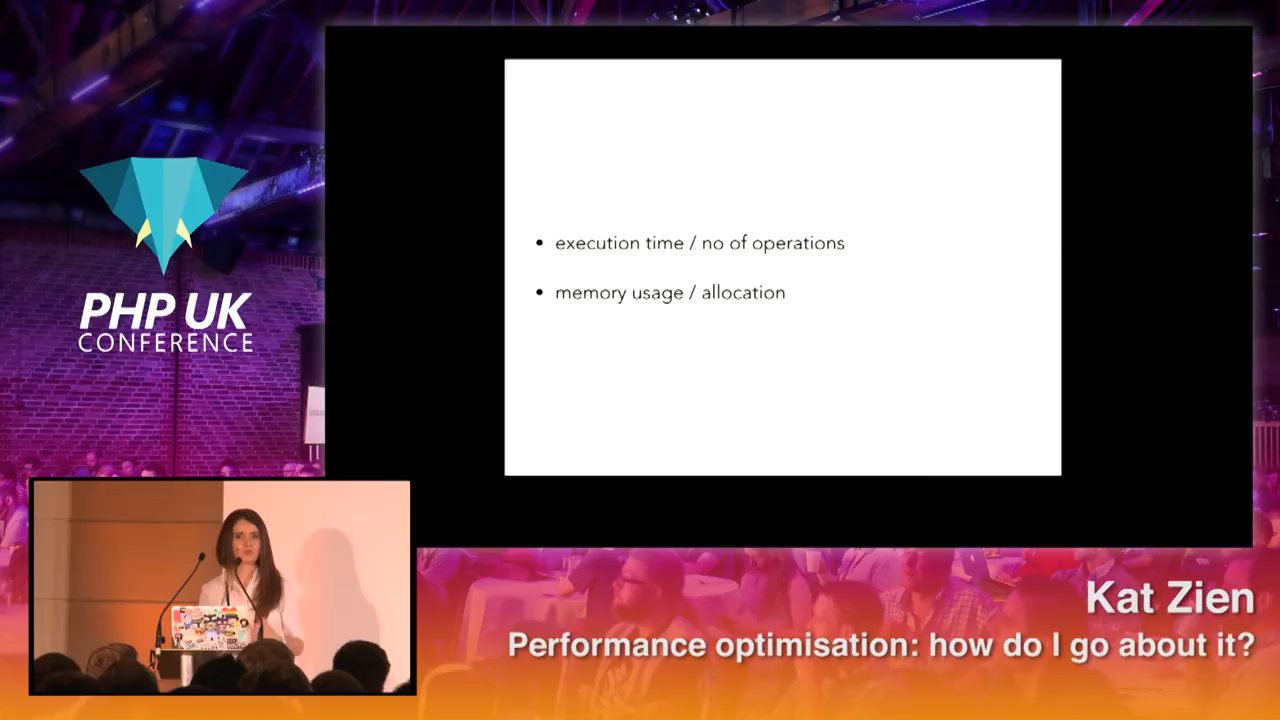 PHP UK
CONFERENCE
• execution time / no of operations
• memory usage / allocation
Kat Zien
Performance optimisation: how do I go about it?